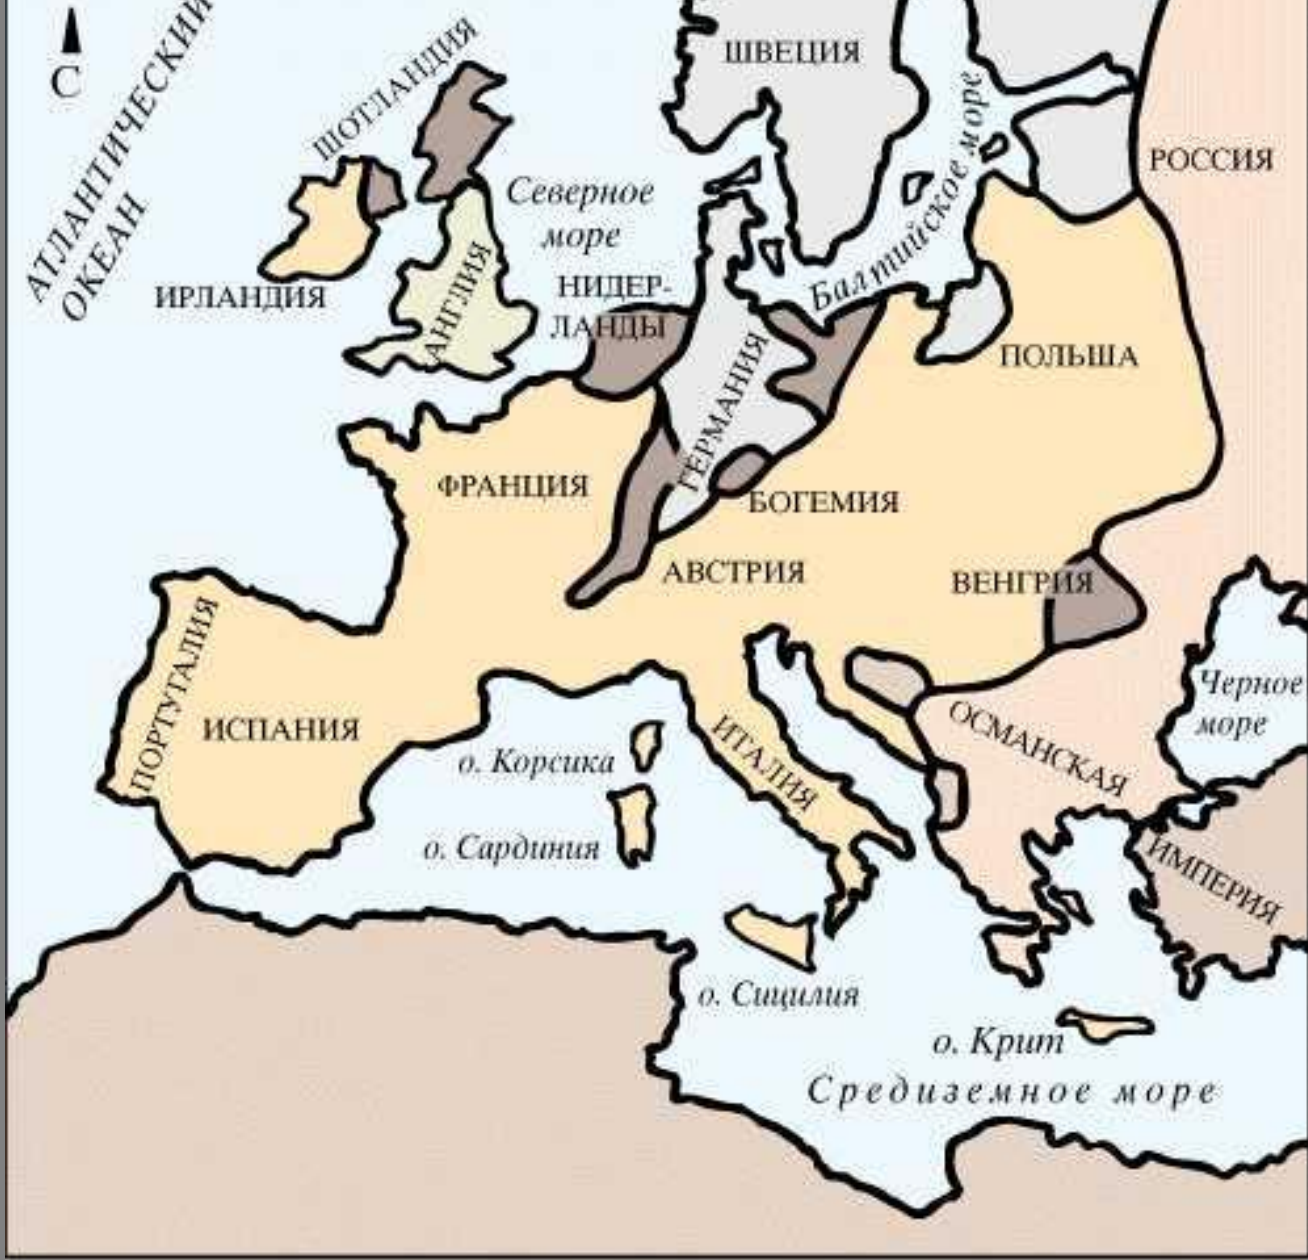 С
АТЛАНТИЧЕСКИЙ
ОКЕАН
ШОТЛАНДИЯ
ШВЕЦИЯ
РОССИЯ
Северное
море
Балтийское море
ИРЛАНДИЯ
АНГЛИЯ
НИДЕР-
ЛАНДЫ
ГЕРМАНИЯ
ПОЛЬША
ФРАНЦИЯ
БОГЕМИЯ
АВСТРИЯ
ВЕНГРИЯ
ПОРТУГАЛИЯ
ИСПАНИЯ
о. Корсика
ИТАЛИЯ
ОСМАНСКАЯ
ИМПЕРИЯ
Черное
море
о. Сардиния
о. Сицилия
о. Крит
Средиземное море